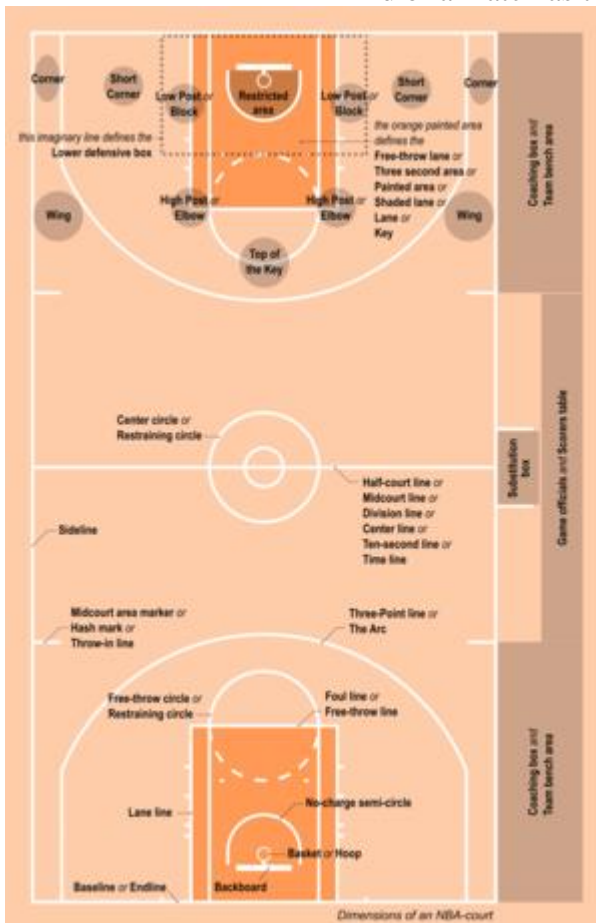 Corner
Short
Corner
Low Post or
Block
Restricted
area
Low Post or
Block
Short
Corner
Corner
this imaginary line defines the
Lower defensive box
the orange painted area
defines the
Free-throw lane or
Three second area or
Painted area or
Shaded lane or
Lane or
Key
Coaching box and
Team bench area
Wing
High Post or
Elbow
High Post or
Elbow
Wing
Top of
the Key
Center circle or
Restraining circle
Substitution
box
Game officials and Scorers table
Half-court line or
Midcourt line or
Division line or
Center line or
Ten-second line or
Time line
Sideline
Midcourt area marker or
Hash mark or
Throw-in line
Three-Point line or
The Arc
Free-throw circle or
Restraining circle
Foul line or
Free-throw line
Coaching box and
Team bench area
No-charge semi-circle
Lane line
Basket or Hoop
Baseline or Endline
Backboard
Dimensions of an NBA-court